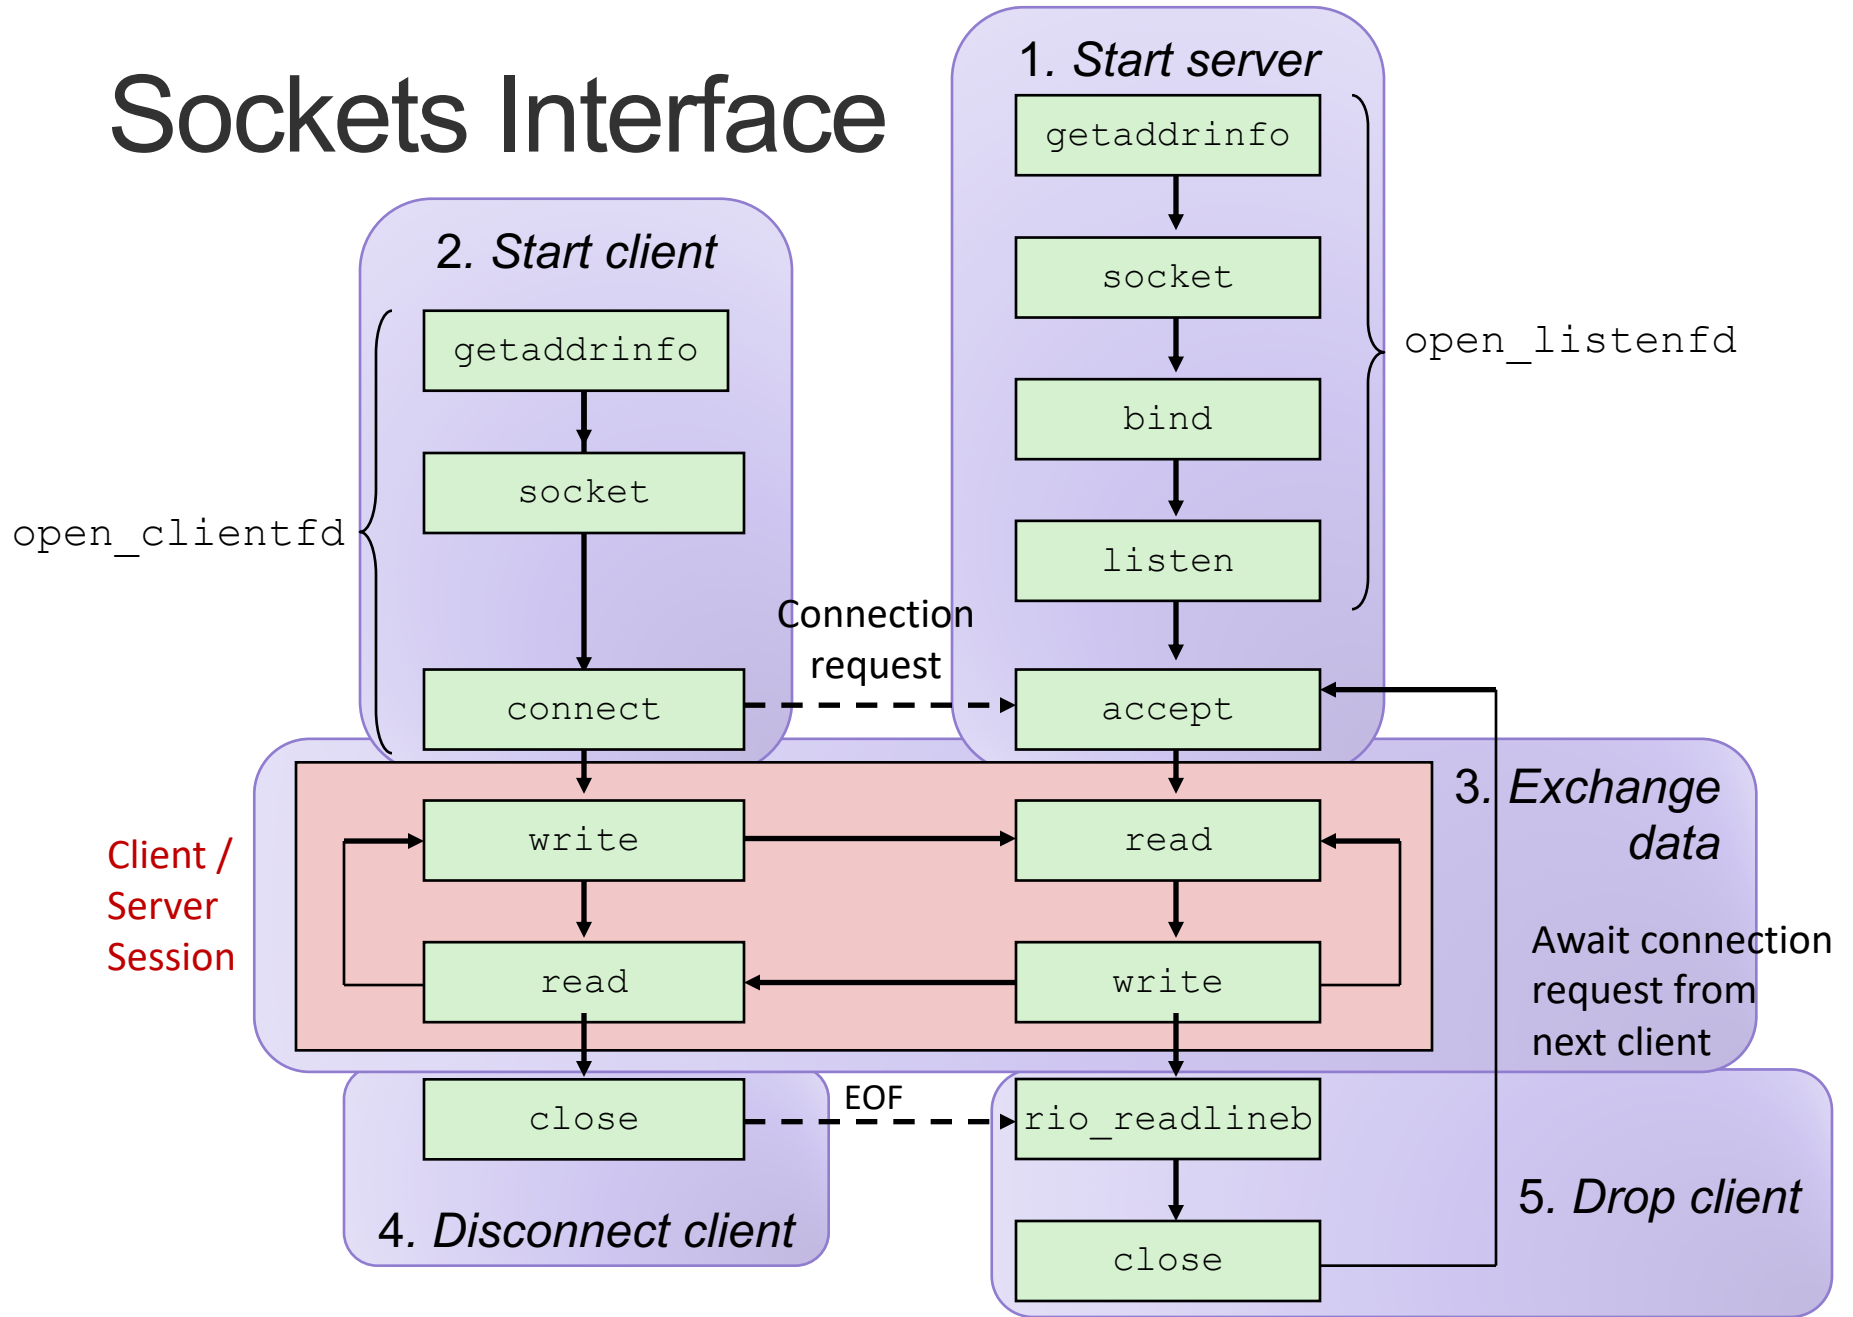 Sockets Interface
1. Start server
getaddrinfo
socket
bind
listen
accept
open_listenfd
2. Start client
getaddrinfo
socket
connect
open_clientfd
Connection
request
3. Exchange
data
Client /
Server
Session
write
read
read
write
Await connection
request from
next client
close
EOF
rio_readlineb
4. Disconnect client
close
5. Drop client